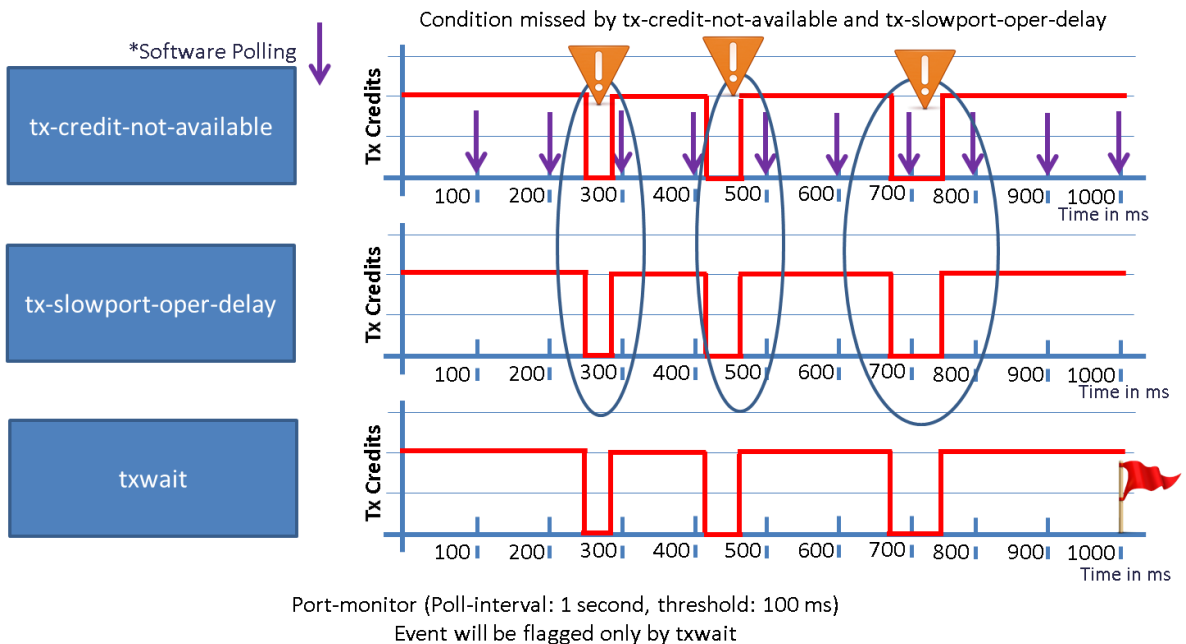 Condition missed by tx-credit-not-available and tx-slowport-oper-delay
*Software Polling
tx-credit-not-available
Tx Credits
100 200 300 400 500 600 700 800 900 1000
Time in ms
tx-slowport-oper-delay
Tx Credits
100 200 300 400 500 600 700 800 900 1000
Time in ms
txwait
Tx Credits
100 200 300 400 500 600 700 800 900 1000
Time in ms
Port-monitor (Poll-interval: 1 second, threshold: 100 ms)
Event will be flagged only by txwait